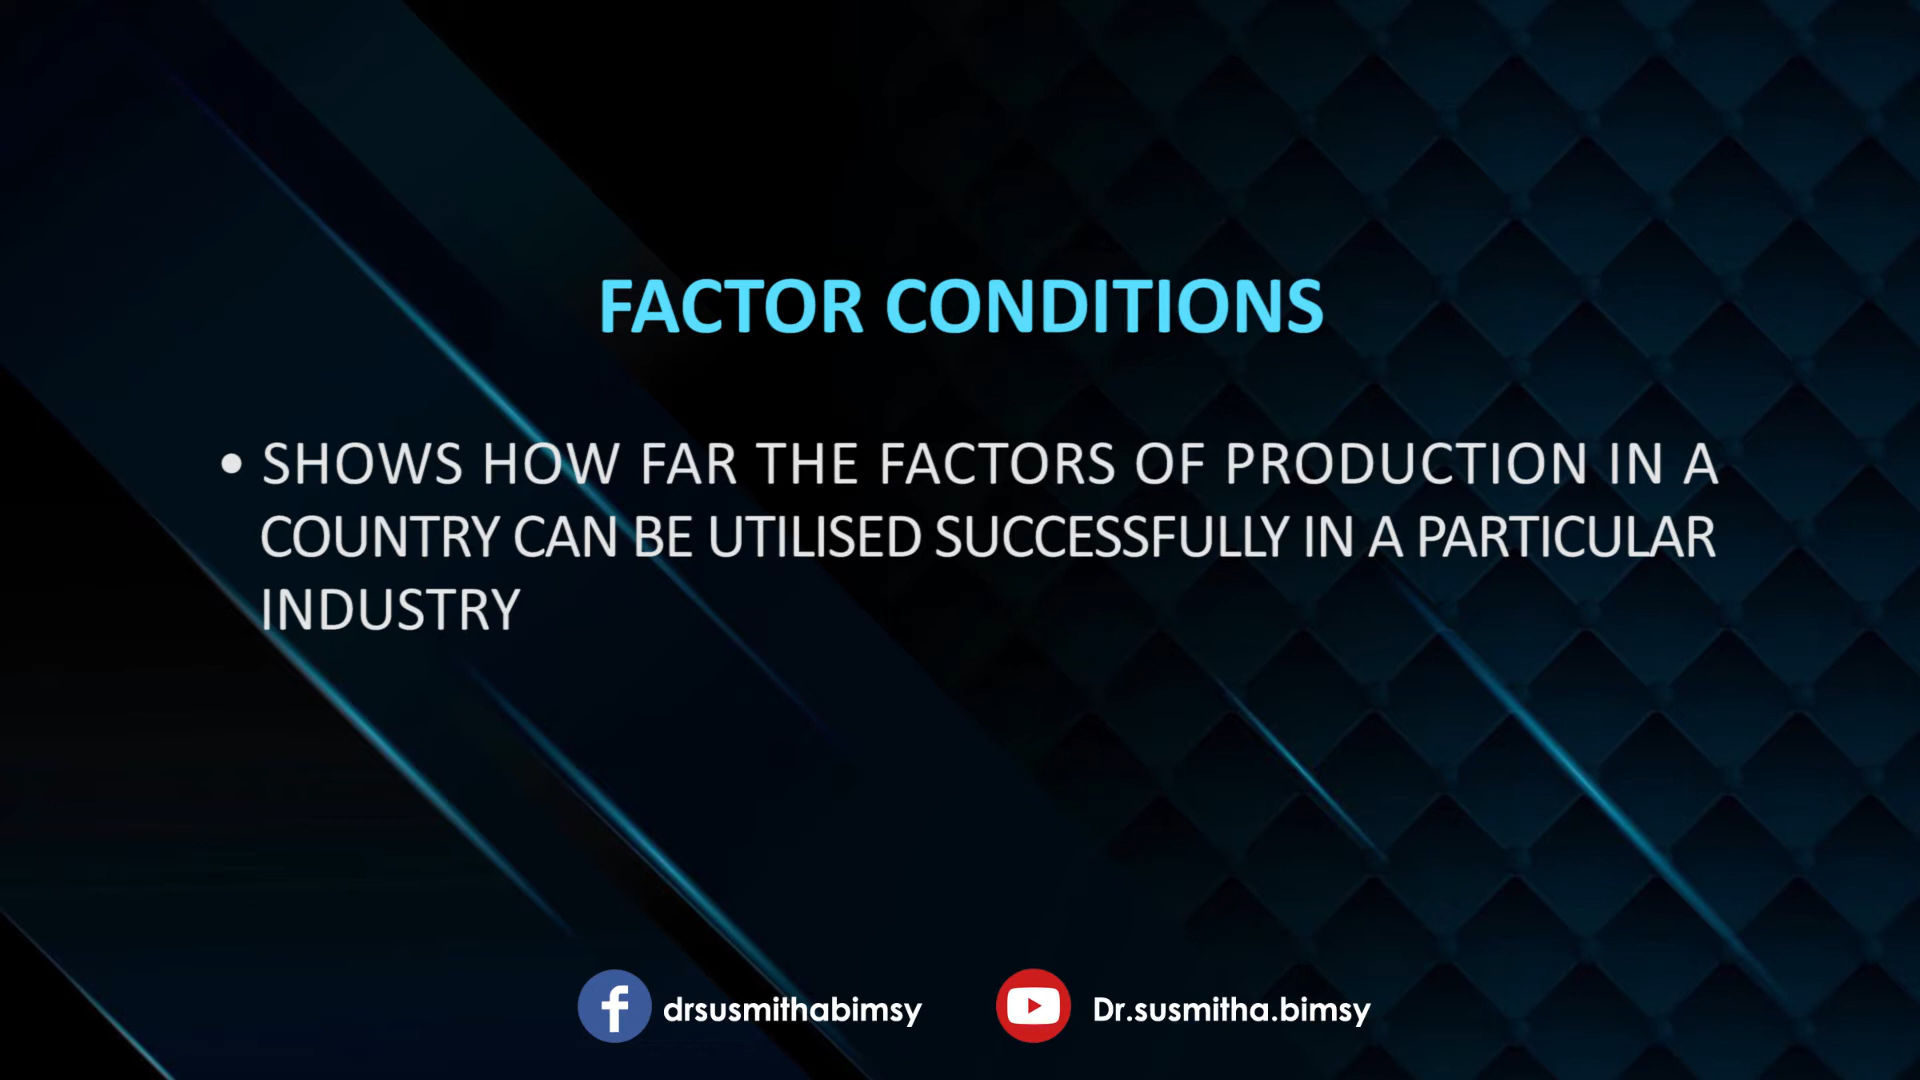 FACTOR CONDITIONS
• SHOWS HOW FAR THE FACTORS OF PRODUCTION IN A
COUNTRY CAN BE UTILISED SUCCESSFULLY IN A PARTICULAR
INDUSTRY
drsusmithabimsy
Dr.susmitha.bimsy